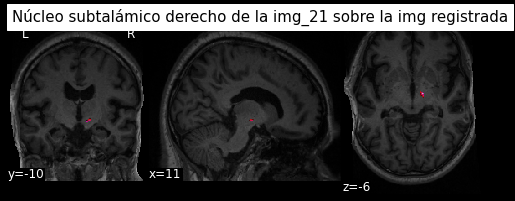 Núcleo subtalámico derecho de la img_21 sobre la img registrada
L R
y=-10 x=11 z=-6